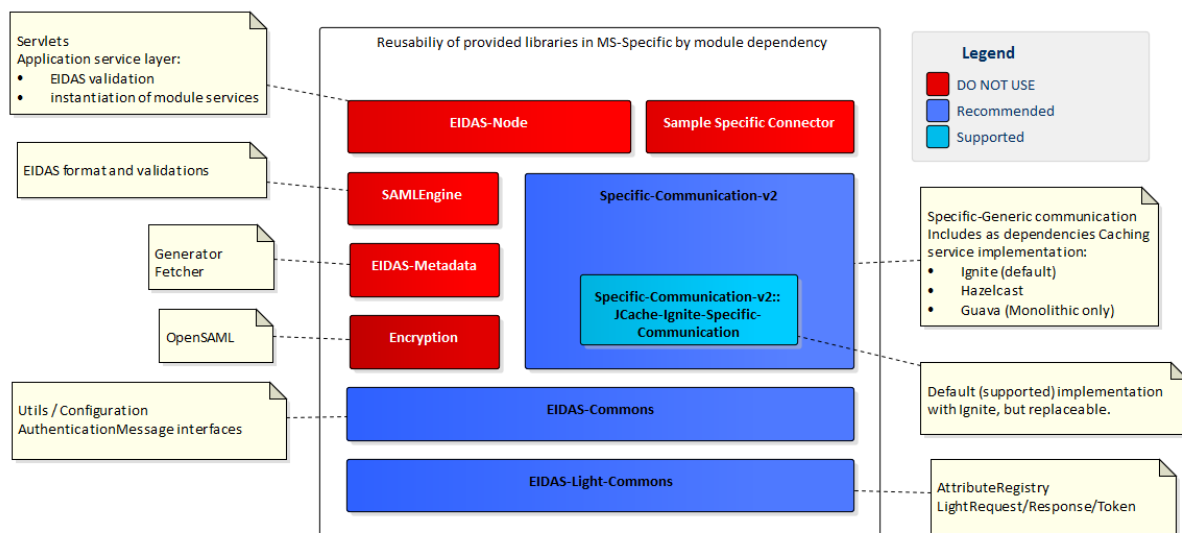 Servlets
Application service layer:
• EIDAS validation
• instantiation of module services
EIDAS format and validations
Generator
Fetcher
OpenSAML
Utils / Configuration
AuthenticationMessage interfaces
Reusabiliy of provided libraries in MS-Specific by module dependency
EIDAS-Node
Sample Specific Connector
SAMLEngine
Specific-Communication-v2
EIDAS-Metadata
Specific-Communication-v2::
JCache-Ignite-Specific-
Communication
Encryption
EIDAS-Commons
EIDAS-Light-Commons
Legend
DO NOT USE
Recommended
Supported
Specific-Generic communication
Includes as dependencies Caching
service implementation:
• Ignite (default)
• Hazelcast
• Guava (Monolithic only)
Default (supported) implementation
with Ignite, but replaceable.
AttributeRegistry
LightRequest/Response/Token